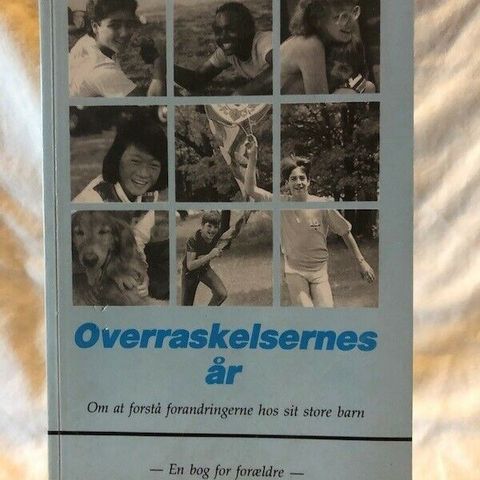 Overraskelsernes
år
Om at forstå forandringerne hos sit store barn
— En bog for forældre —